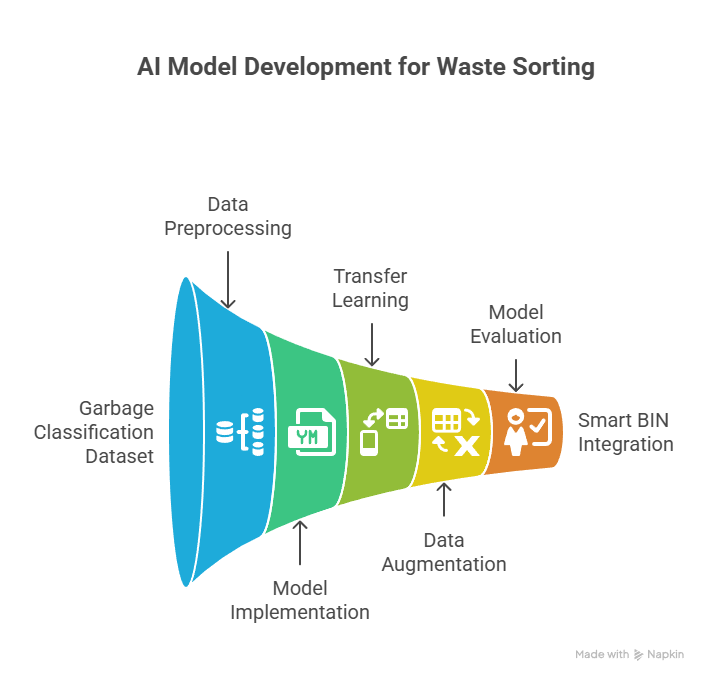 AI Model Development for Waste Sorting
Data
Preprocessing
Transfer
Learning
Model
Evaluation
Garbage
Classification
Dataset
YM
Smart BIN
Integration
Data
Augmentation
Model
Implementation
Made with Napkin